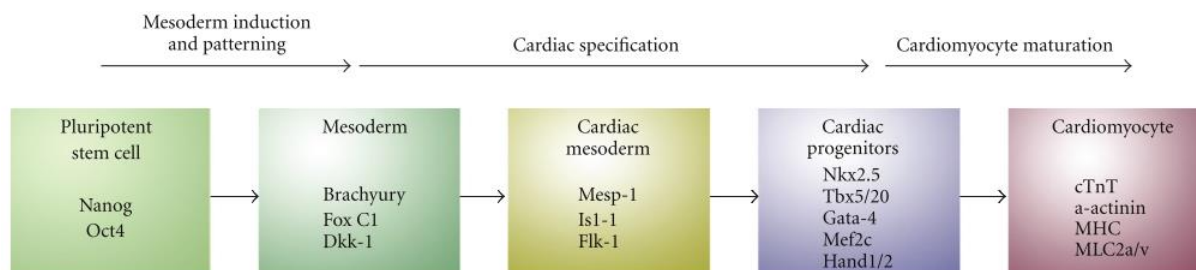 Mesoderm induction
and patterning
Cardiac specification
Cardiomyocyte maturation
Pluripotent
stem cell
Nanog
Oct4
Mesoderm
Brachyury
Fox C1
Dkk-1
Cardiac
mesoderm
Mesp-1
Is1-1
Flk-1
Cardiac
progenitors
Nkx2.5
Tbx5/20
Gata-4
Mef2c
Hand1/2
Cardiomyocyte
cTnT
a-actinin
MHC
MLC2a/v